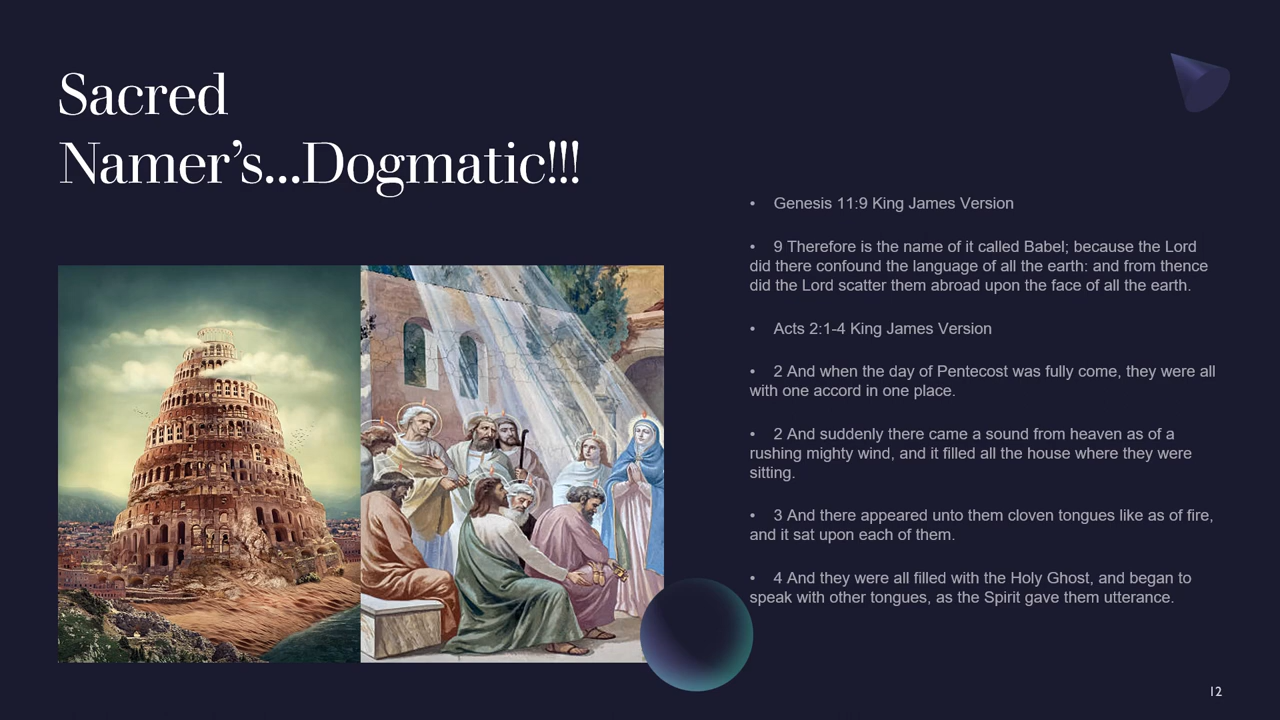 Sacred
Namer’s...Dogmatic!!!
• Genesis 11:9 King James Version
• 9 Therefore is the name of it called Babel; because the Lord
did there confound the language of all the earth: and from thence
did the Lord scatter them abroad upon the face of all the earth.
• Acts 2:1-4 King James Version
• 2 And when the day of Pentecost was fully come, they were all
with one accord in one place.
• 2 And suddenly there came a sound from heaven as of a
rushing mighty wind, and it filled all the house where they were
sitting.
• 3 And there appeared unto them cloven tongues like as of fire,
and it sat upon each of them.
• 4 And they were all filled with the Holy Ghost, and began to
speak with other tongues, as the Spirit gave them utterance.
12